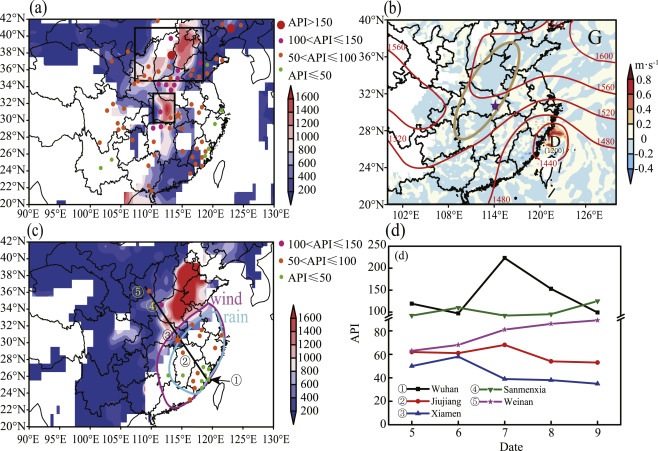 (a)
42°N
40°N
38°N
36°N
34°N
32°N
30°N
28°N
26°N
24°N
22°N
20°N
90°E 95°E 100°E 105°E 110°E 115°E 120°E 125°E 130°E
API>150
100<API≤150
50<API≤100
API≤50
1600
1400
1200
1000
800
600
400
200
(b)
40°N
36°N
32°N
28°N
24°N
20°N
102°E 108°E 114°E 120°E 126°E
G
D
1560
1600
1560
1520
1520
1480
1480
1200
440
m·s⁻¹
0.8
0.6
0.4
0.2
0
-0.2
-0.4
(c)
42°N
40°N
38°N
36°N
34°N
32°N
30°N
28°N
26°N
24°N
22°N
20°N
90°E 95°E 100°E 105°E 110°E 115°E 120°E 125°E 130°E
wind
rain
⑤
④
③
②
①
100<API≤150
50<API≤100
API≤50
1600
1400
1200
1000
800
600
400
200
(d)
(d)
API
250
200
150
100
80
60
40
20
0
① Wuhan
② Jiujiang
③ Xiamen
④ Sanmenxia
⑤ Weinan
5 6 7 8 9
Date